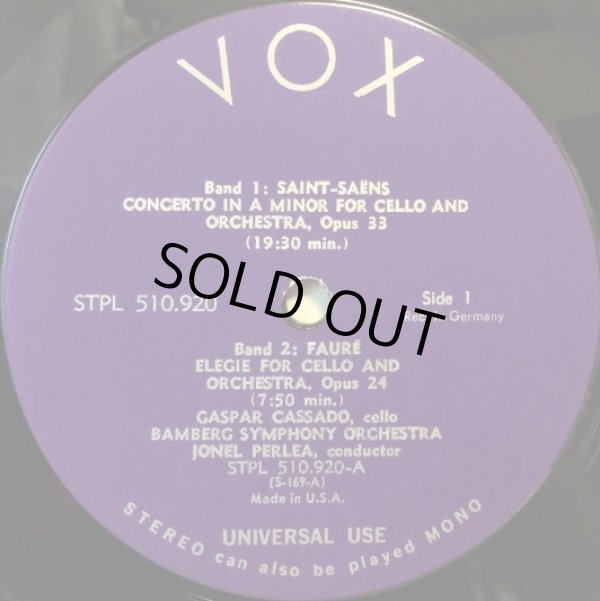 VOX
Band 1: SAINT-SAËNS
CONCERTO IN A MINOR FOR CELLO AND
ORCHESTRA, Opus 33
(19:30 min.)
SOLD OUT
STPL 510.920
Side 1
Germany
Band 2: FAURÉ
ELEGIE FOR CELLO AND
ORCHESTRA, Opus 24
(7:50 min.)
GASPAR CASSADO, cello
BAMBERG SYMPHONY ORCHESTRA
JONEL PERLEA, conductor
STPL 510.920-A
(S-169-A)
Made in U.S.A.
UNIVERSAL USE
STEREO can also be played MONO